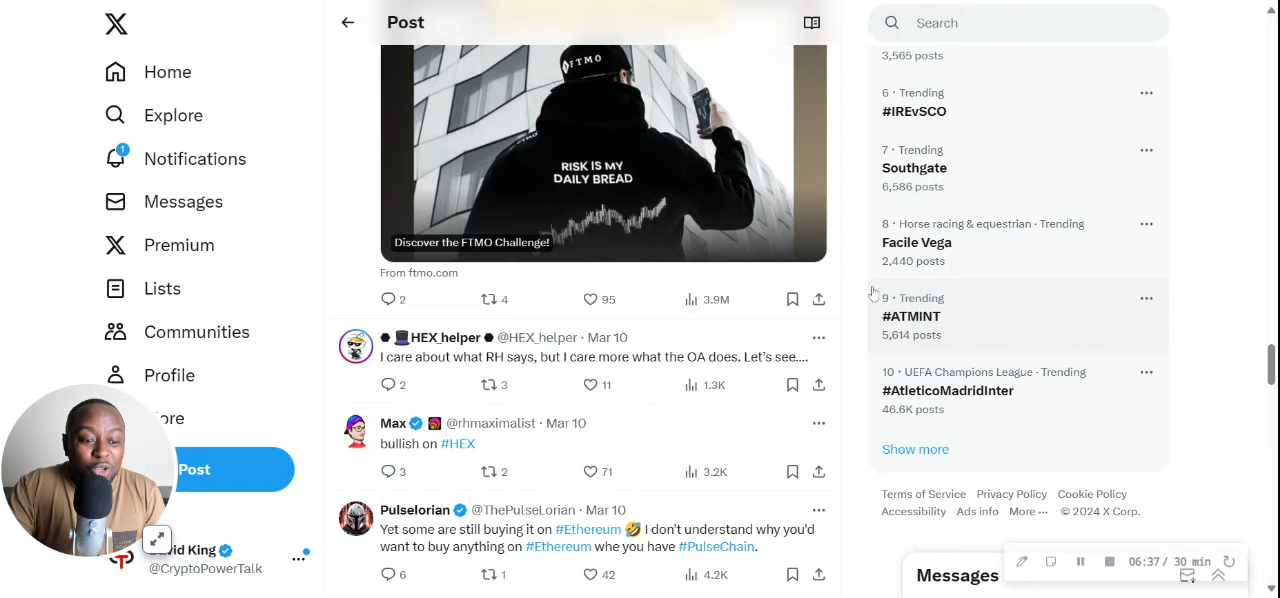 Home
Explore
1
Notifications
Messages
Premium
Lists
Communities
Profile
ore
Post
vid King
@CryptoPowerTalk
Post
FTMO
RISK IS MY
DAILY BREAD
Discover the FTMO Challenge!
From ftmo.com
2 4 95 3.9M
HEX_helper @HEX_helper · Mar 10
I care about what RH says, but I care more what the OA does. Let's see....
2 3 11 1.3K
Max @rhmaximalist · Mar 10
bullish on #HEX
3 2 71 3.2K
Pulselorian @ThePulseLorian · Mar 10
Yet some are still buying it on #Ethereum 🤣 I don't understand why you'd
want to buy anything on #Ethereum whe you have #PulseChain.
6 1 42 4.2K
Search
3,565 posts
6 · Trending
#IREvSCO
7 · Trending
Southgate
6,586 posts
8 · Horse racing & equestrian · Trending
Facile Vega
2,440 posts
9 · Trending
#ATMINT
5,614 posts
10 · UEFA Champions League · Trending
#AtleticoMadridInter
46.6K posts
Show more
Terms of Service Privacy Policy Cookie Policy
Accessibility Ads info More ··· © 2024 X Corp.
Messages
06:37/ 30 min